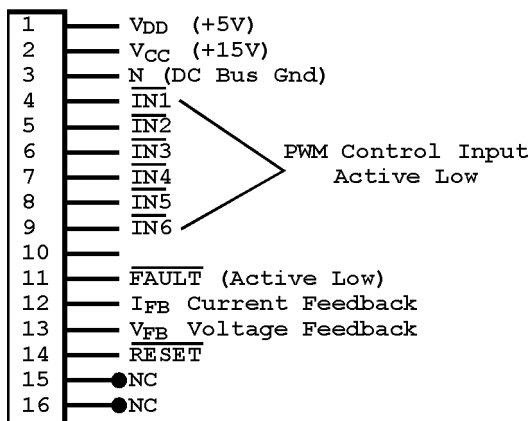 1 VDD (+5V)
2 VCC (+15V)
3 N (DC Bus Gnd)
4 IN1
5 IN2
6 IN3
7 IN4
8 IN5
9 IN6
PWM Control Input
Active Low
10
11 FAULT (Active Low)
12 IFB Current Feedback
13 VFB Voltage Feedback
14 RESET
15 NC
16 NC